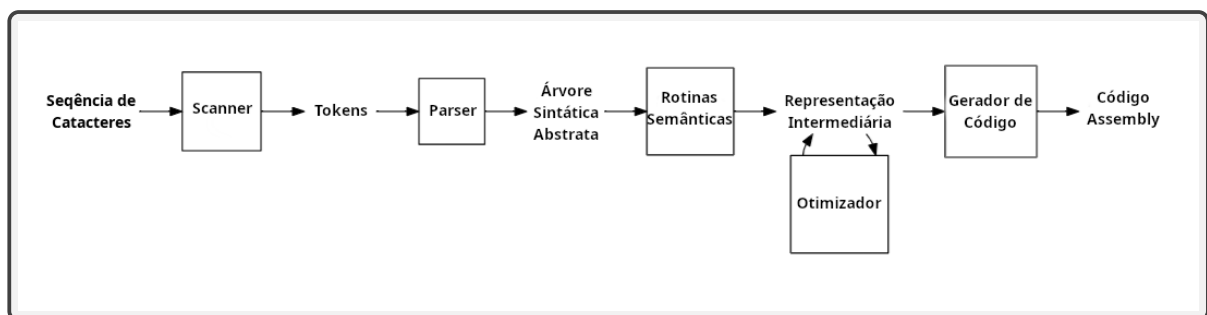 Seqência de
Catacteres
Scanner
Tokens
Parser
Árvore
Sintática
Abstrata
Rotinas
Semânticas
Representação
Intermediária
Otimizador
Gerador de
Código
Código
Assembly